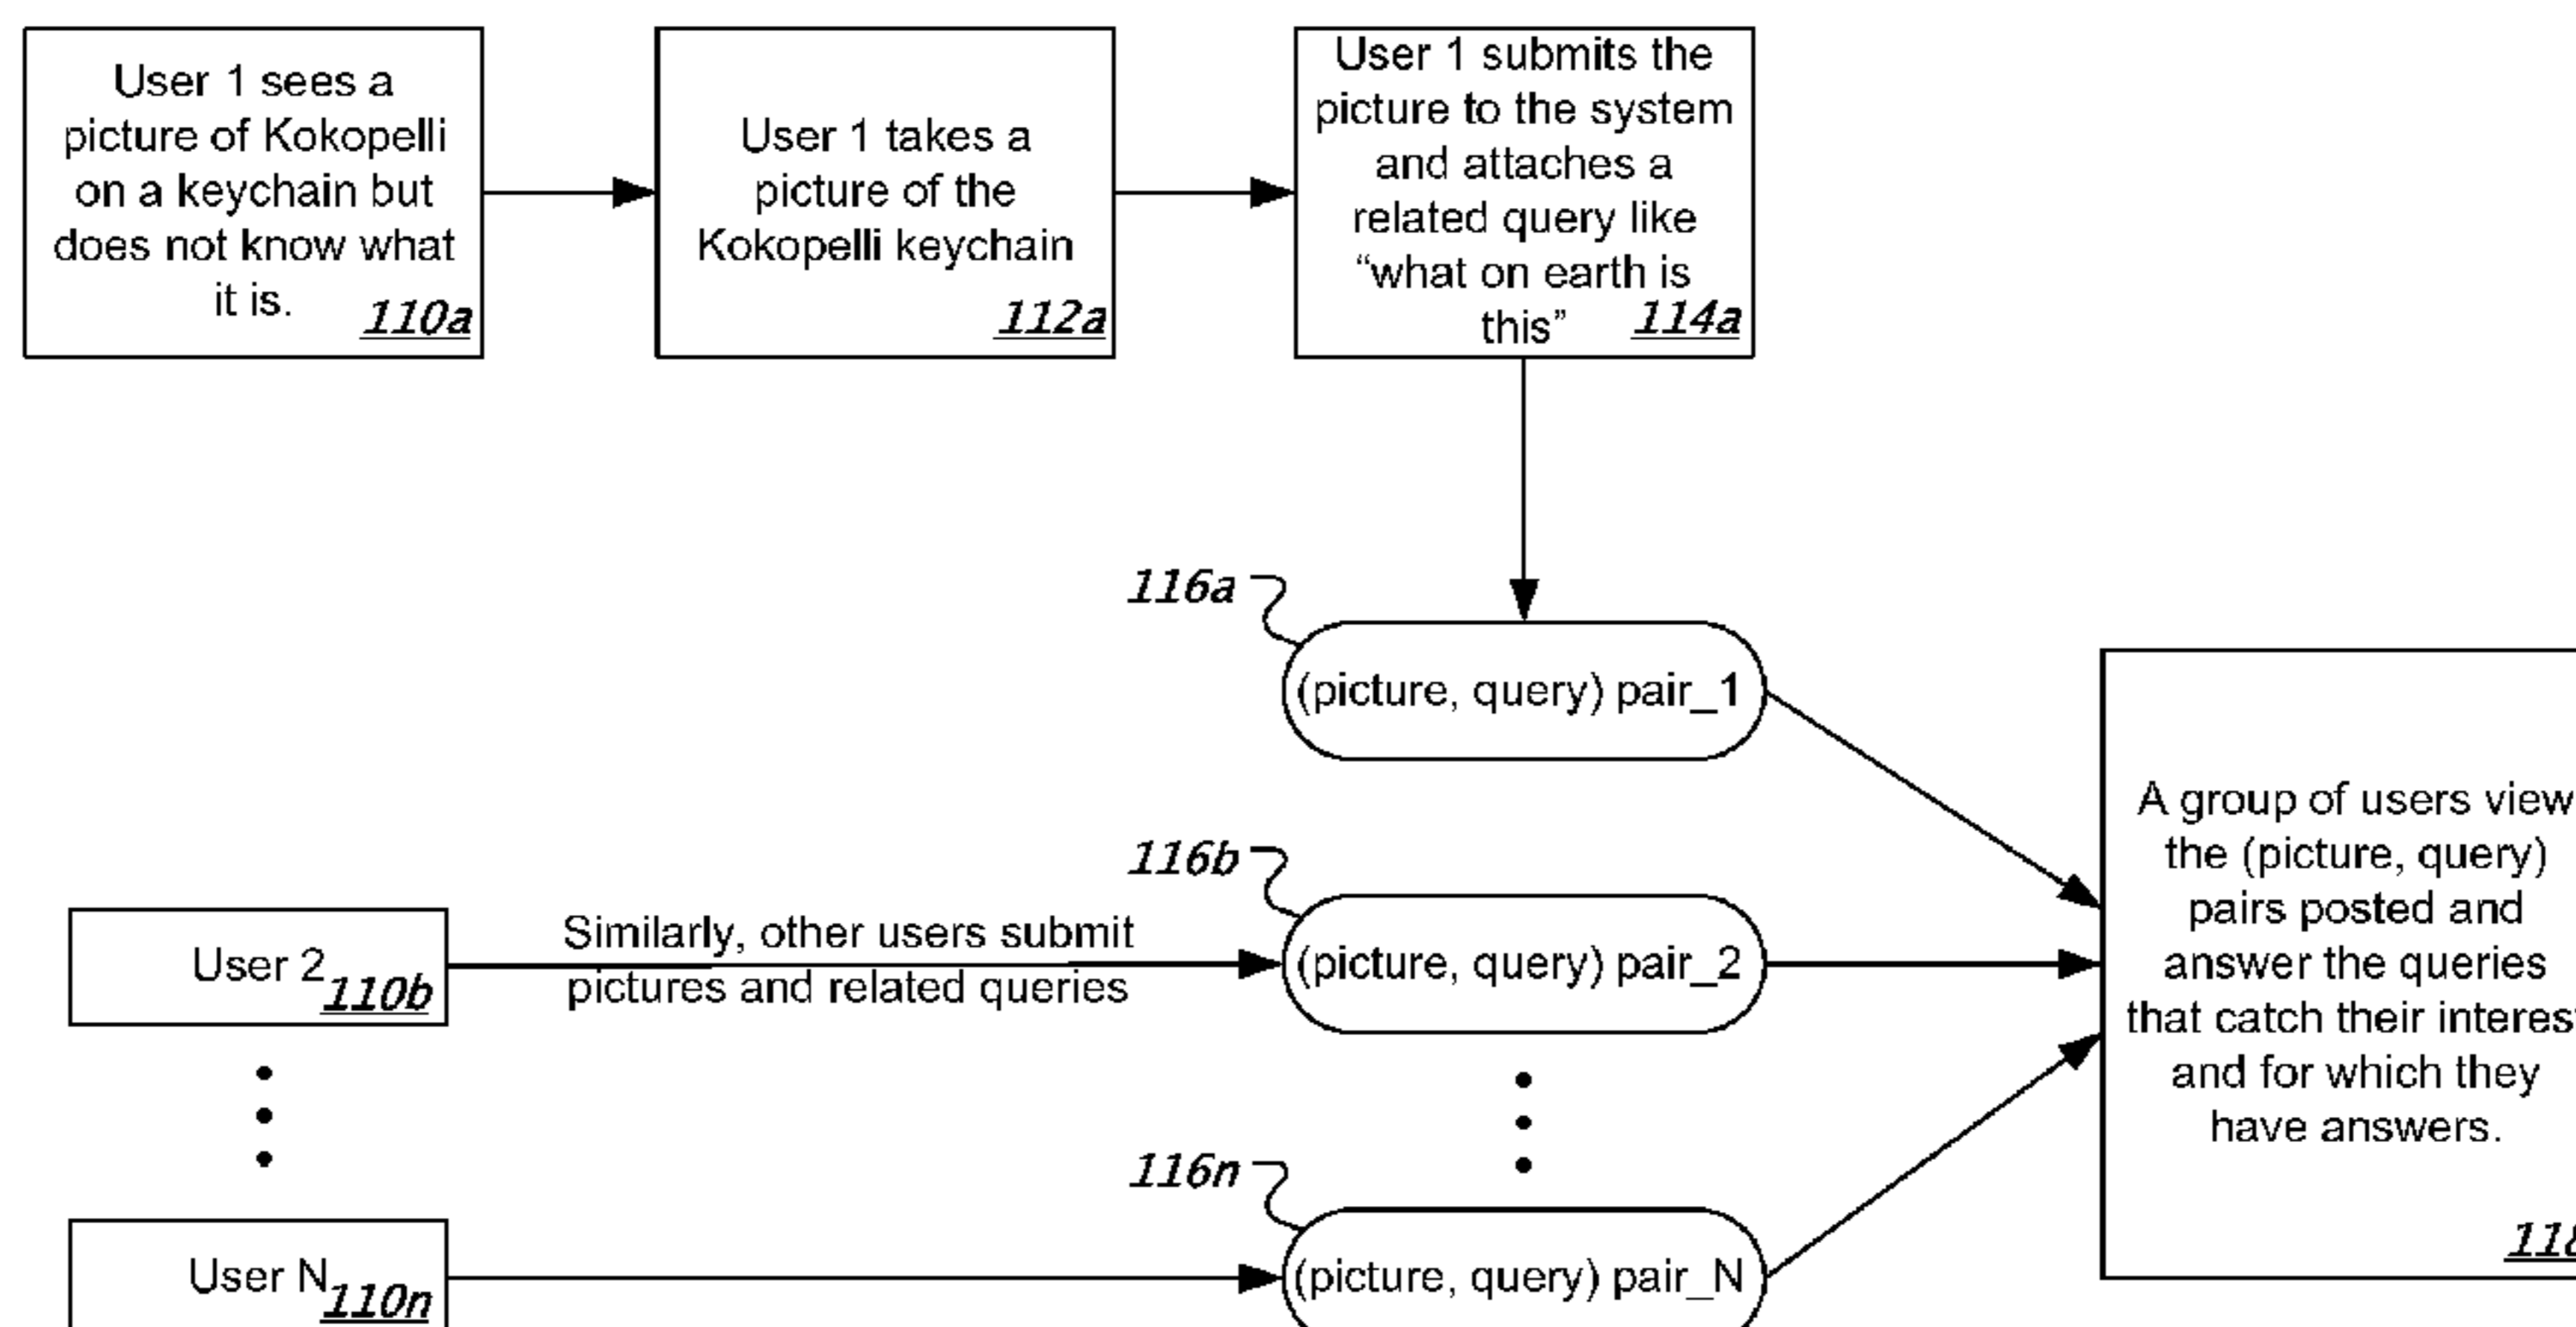 User 1 sees a
picture of Kokopelli
on a keychain but
does not know what
it is.
110a
User 1 takes a
picture of the
Kokopelli keychain
112a
User 1 submits the
picture to the system
and attaches a
related query like
“what on earth is
this”
114a
116a
(picture, query) pair_1
User 2
110b
Similarly, other users submit
pictures and related queries
116b
(picture, query) pair_2
User N
110n
116n
(picture, query) pair_N
A group of users view
the (picture, query)
pairs posted and
answer the queries
that catch their interest
and for which they
have answers.
118